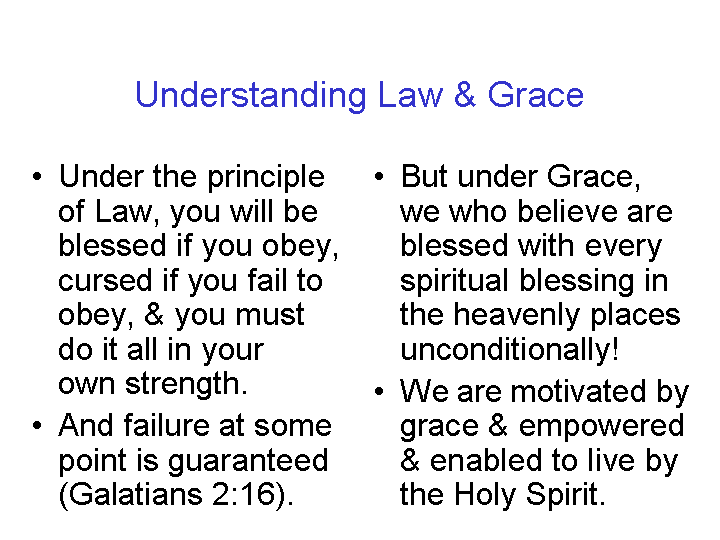 Understanding Law & Grace
• Under the principle
of Law, you will be
blessed if you obey,
cursed if you fail to
obey, & you must
do it all in your
own strength.
• And failure at some
point is guaranteed
(Galatians 2:16).
• But under Grace,
we who believe are
blessed with every
spiritual blessing in
the heavenly places
unconditionally!
• We are motivated by
grace & empowered
& enabled to live by
the Holy Spirit.